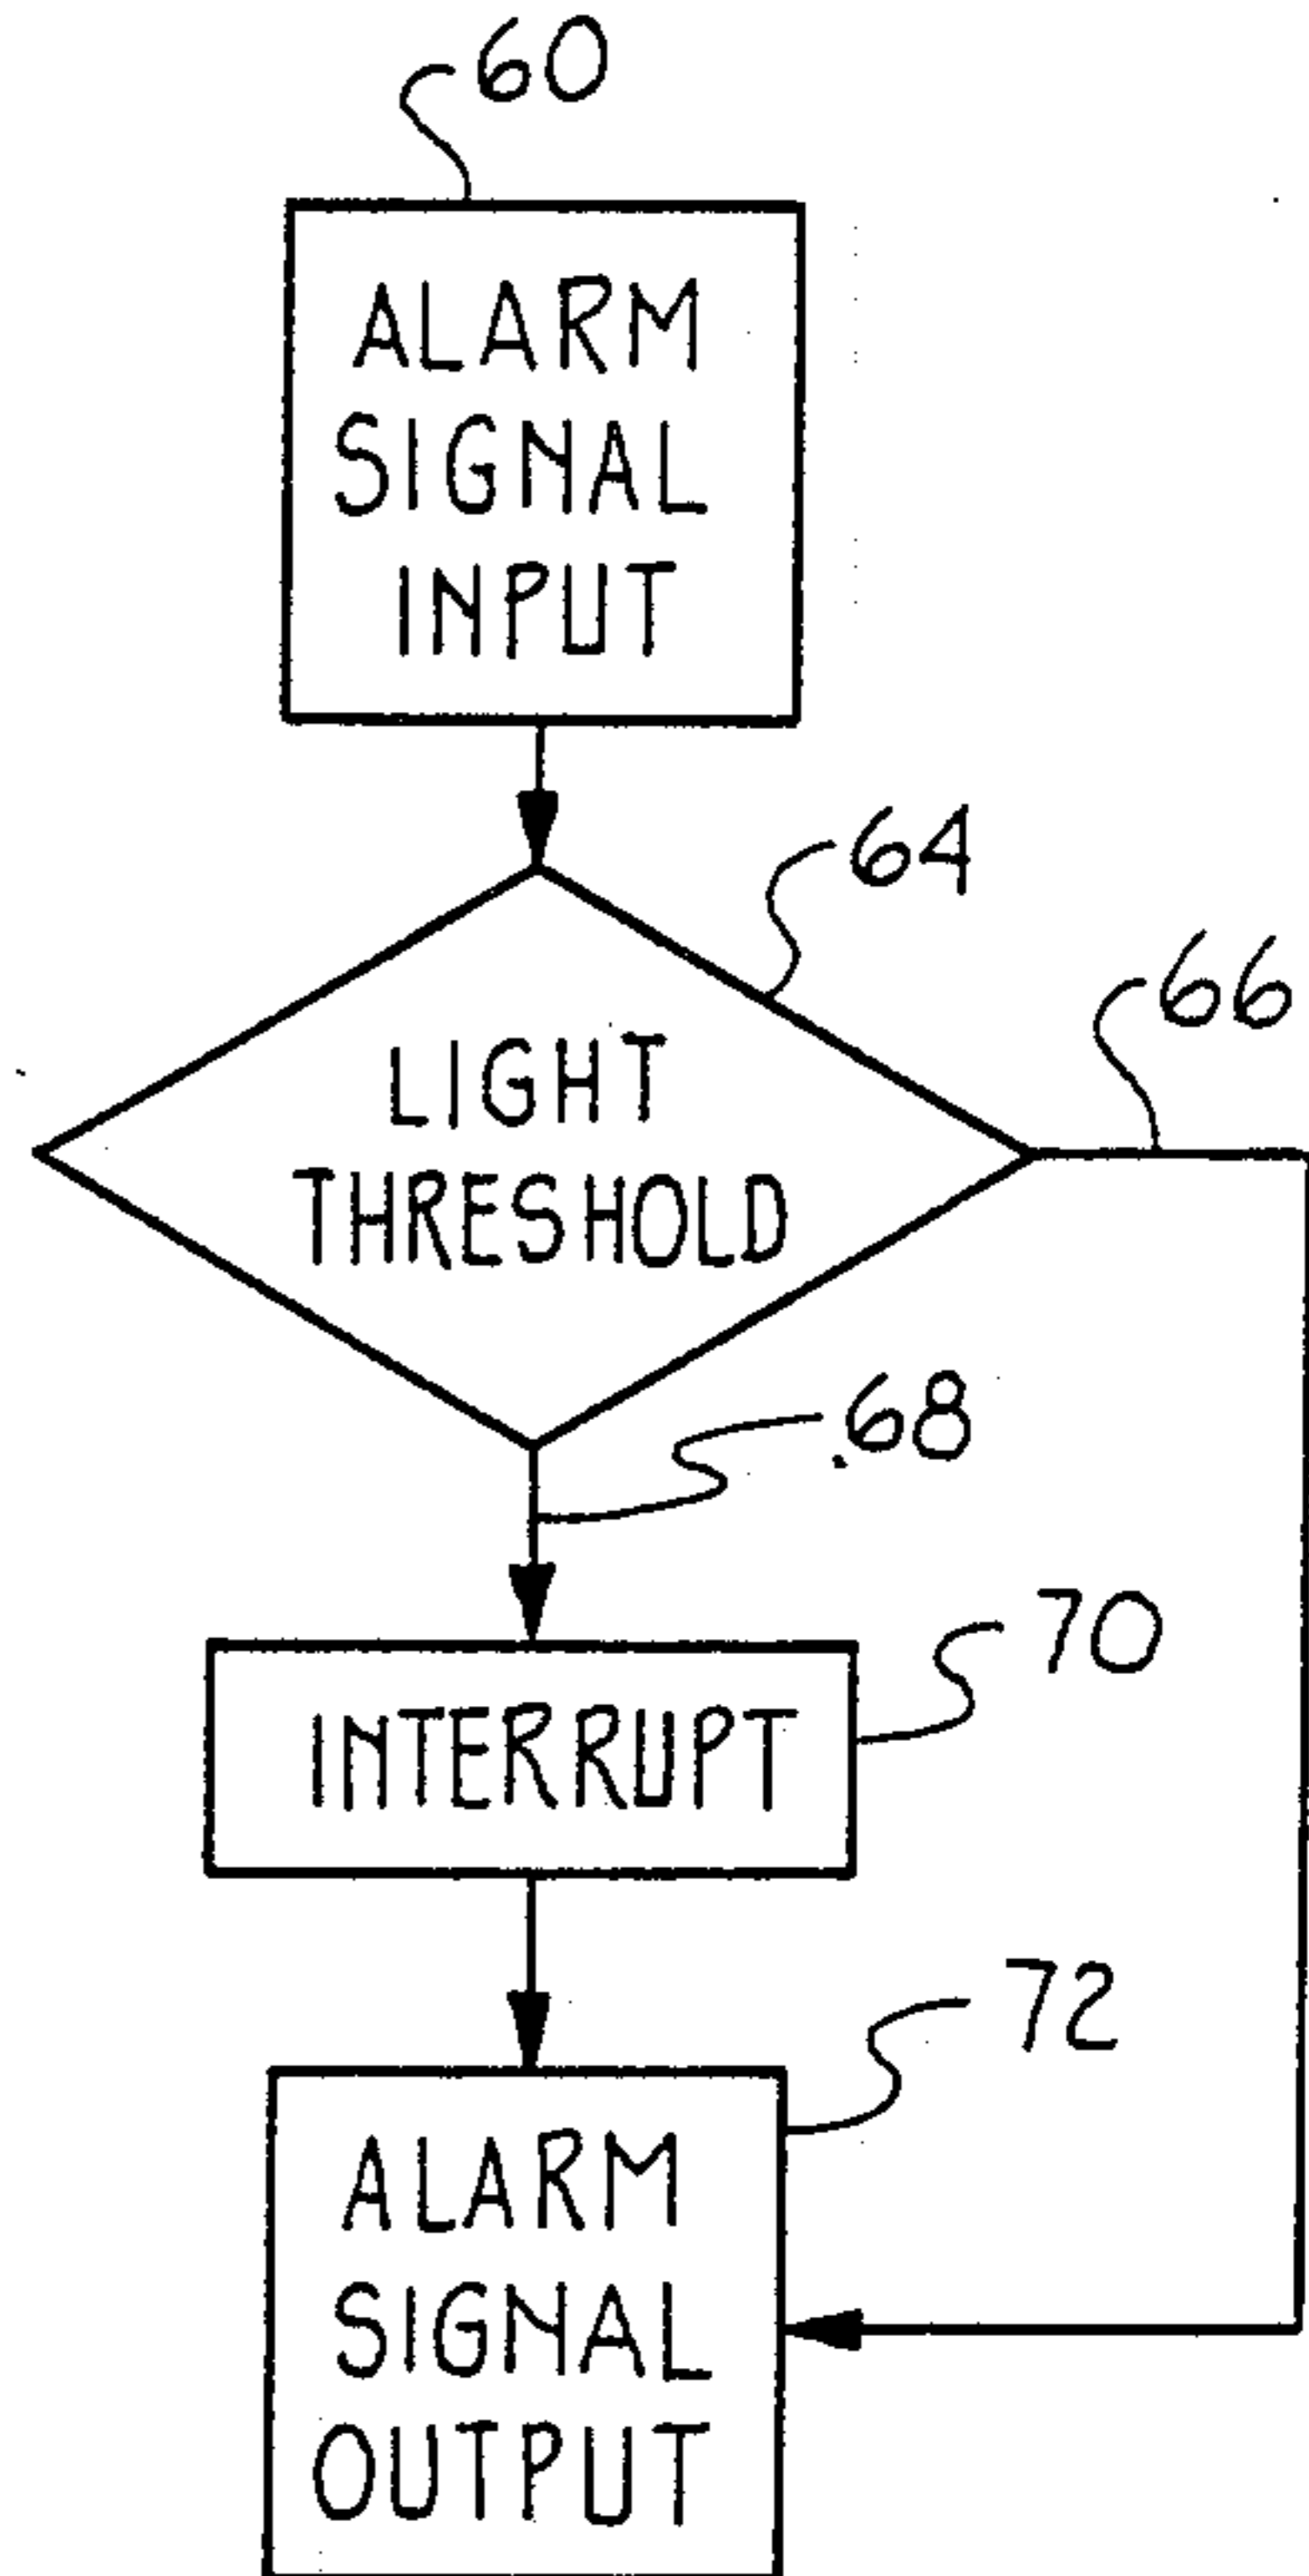 60
ALARM
SIGNAL
INPUT
64
66
LIGHT
THRESHOLD
68
70
INTERRUPT
72
ALARM
SIGNAL
OUTPUT